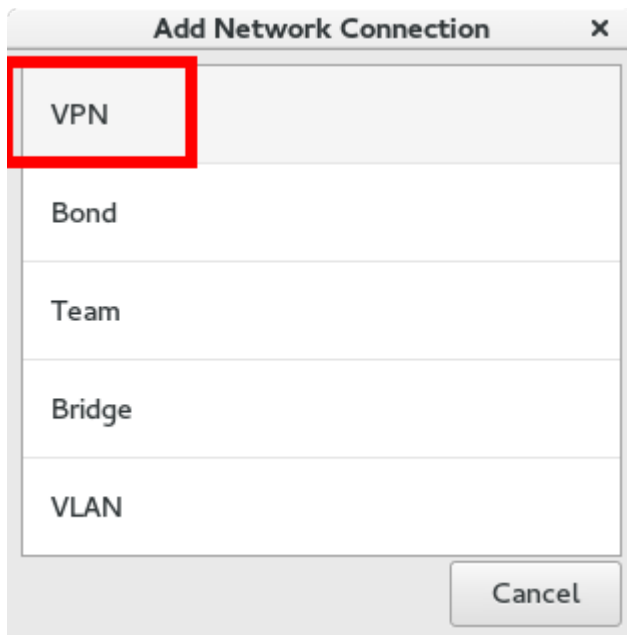 Add Network Connection ×
VPN
Bond
Team
Bridge
VLAN
Cancel